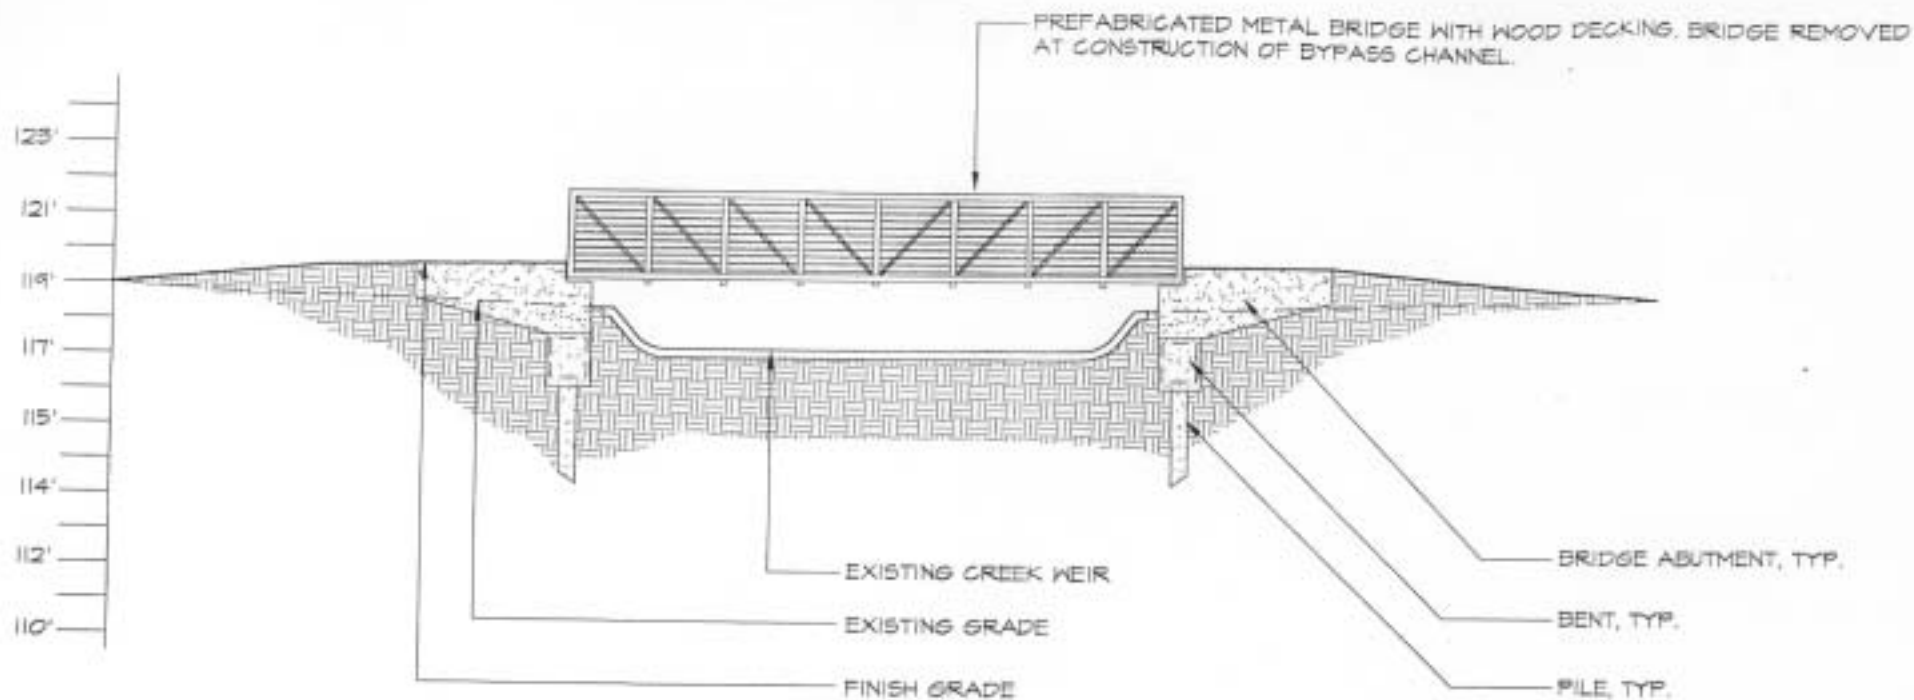 PREFABRICATED METAL BRIDGE WITH WOOD DECKING. BRIDGE REMOVED
AT CONSTRUCTION OF BYPASS CHANNEL.
123'
121'
119'
117'
115'
114'
112'
110'
EXISTING CREEK WEIR
EXISTING GRADE
FINISH GRADE
BRIDGE ABUTMENT, TYP.
BENT, TYP.
PILE, TYP.